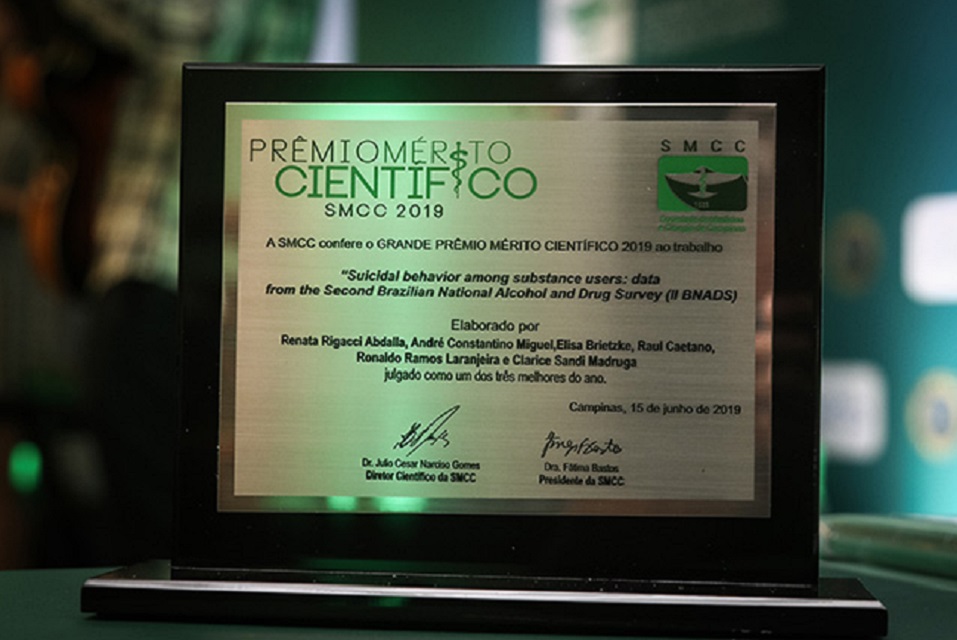 PRÊMIOMÉRITO
CIENTÍFICO
SMCC 2019
SMCC
A SMCC confere o GRANDE PRÊMIO MÉRITO CIENTÍFICO 2019 ao trabalho
"Suicidal behavior among substance users: data
from the Second Brazilian National Alcohol and Drug Survey (II BNADS)
Elaborado por
Renata Rigacci Abdalla, André Constantino Miguel,Elisa Brietzke, Raul Caetano,
Ronaldo Ramos Laranjeira e Clarice Sandi Madruga
julgado como um dos três melhores do ano.
Campinas, 15 de junho de 2019
Dr. Julio Cesar Narciso Gomes
Diretor Científico da SMCC
Dra. Fátima Bastos
Presidente da SMCC